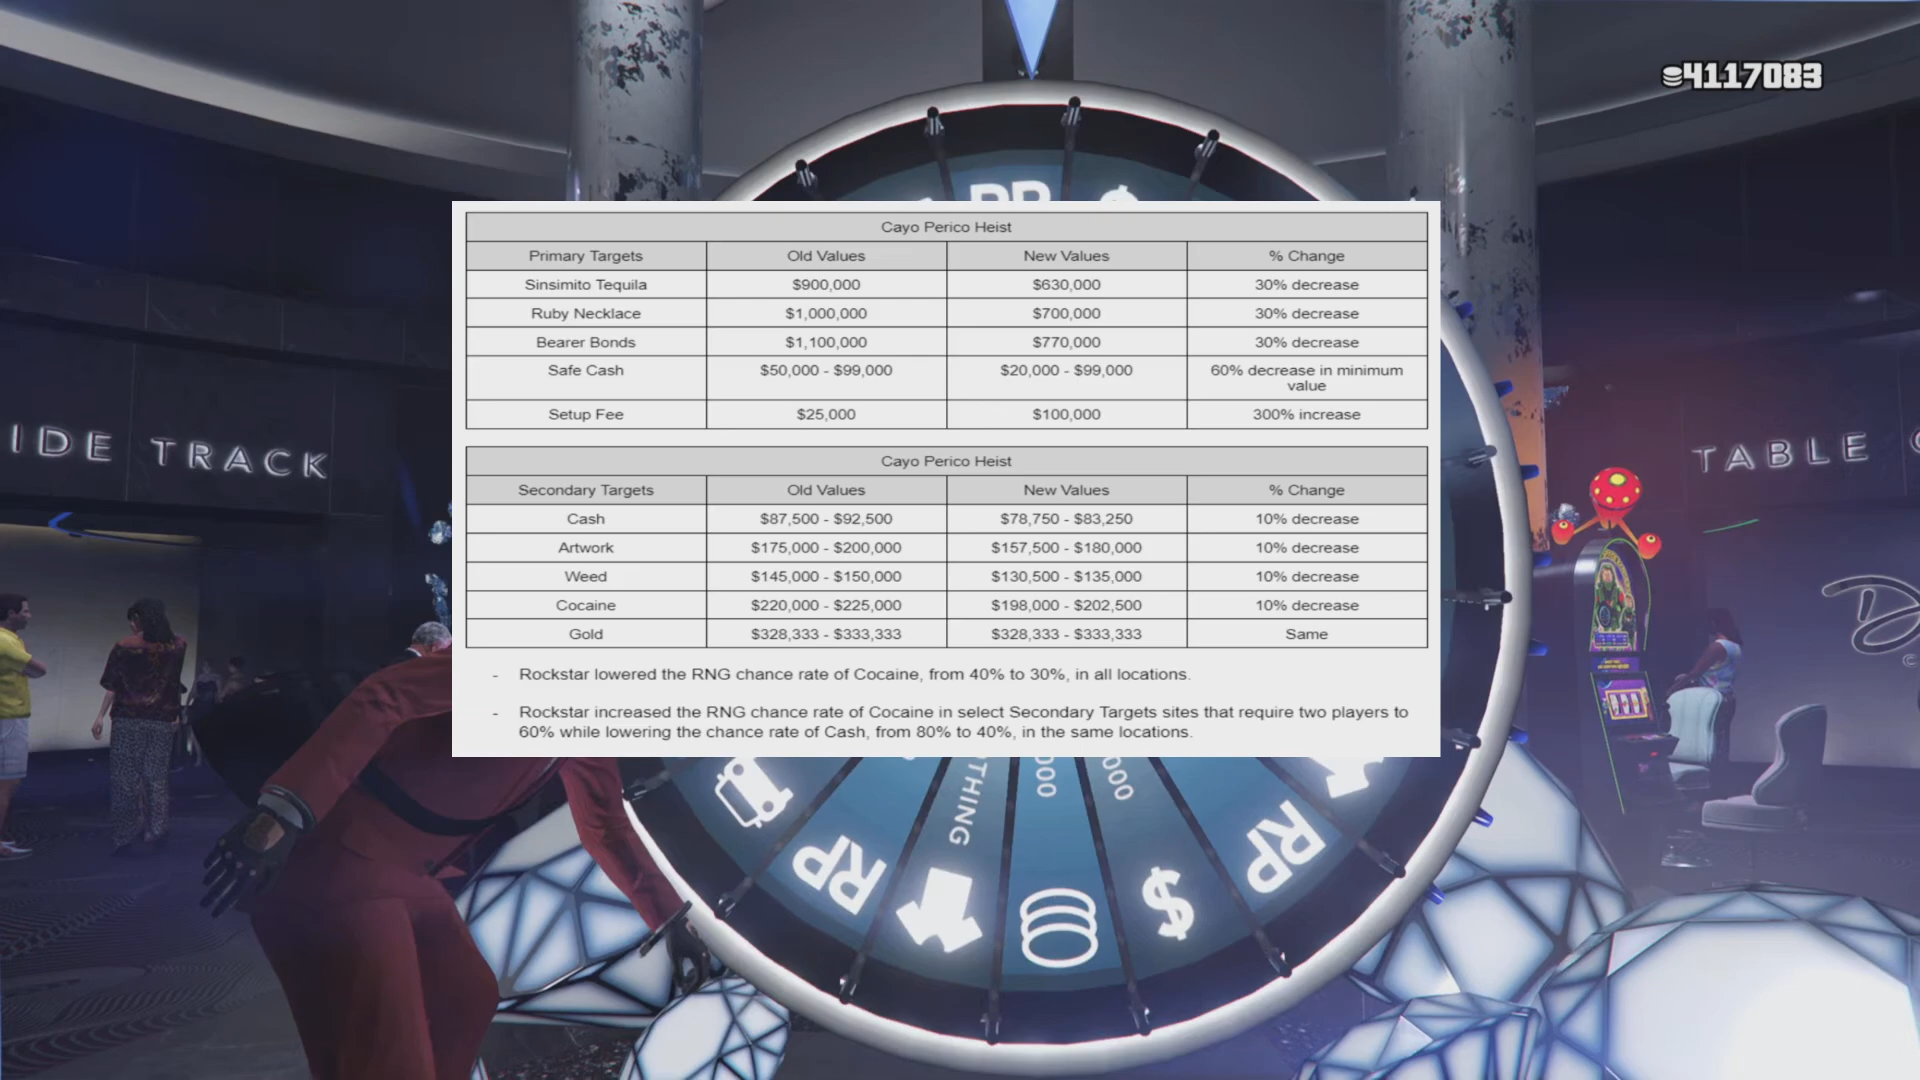 4117083
IDE TRACK
TABLE
RP
Cayo Perico Heist
Primary Targets Old Values New Values % Change
Sinsimito Tequila $900,000 $630,000 30% decrease
Ruby Necklace $1,000,000 $700,000 30% decrease
Bearer Bonds $1,100,000 $770,000 30% decrease
Safe Cash $50,000 - $99,000 $20,000 - $99,000 60% decrease in minimum
value
Setup Fee $25,000 $100,000 300% increase
Cayo Perico Heist
Secondary Targets Old Values New Values % Change
Cash $87,500 - $92,500 $78,750 - $83,250 10% decrease
Artwork $175,000 - $200,000 $157,500 - $180,000 10% decrease
Weed $145,000 - $150,000 $130,500 - $135,000 10% decrease
Cocaine $220,000 - $225,000 $198,000 - $202,500 10% decrease
Gold $328,333 - $333,333 $328,333 - $333,333 Same
- Rockstar lowered the RNG chance rate of Cocaine, from 40% to 30%, in all locations.
- Rockstar increased the RNG chance rate of Cocaine in select Secondary Targets sites that require two players to
60% while lowering the chance rate of Cash, from 80% to 40%, in the same locations.
RP
THING
000
000
$
RP